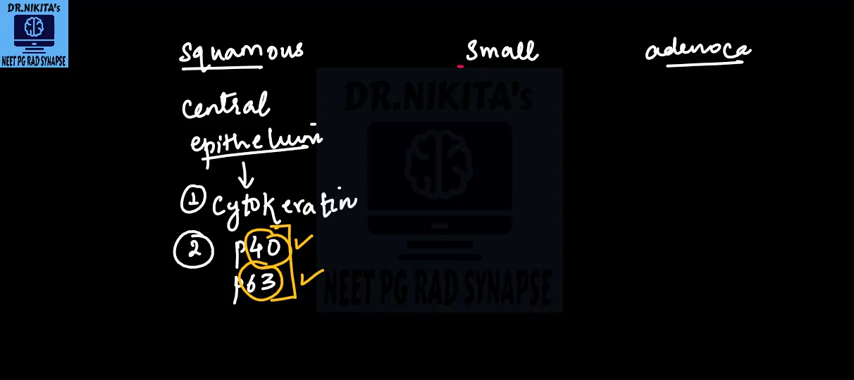 DR.NIKITA's
NEET PG RAD SYNAPSE
Squamous small adenoca
central
epithelium
① Cytokeratin
② p40
p63
DR.NIKITA's
NEET PG RAD SYNAPSE